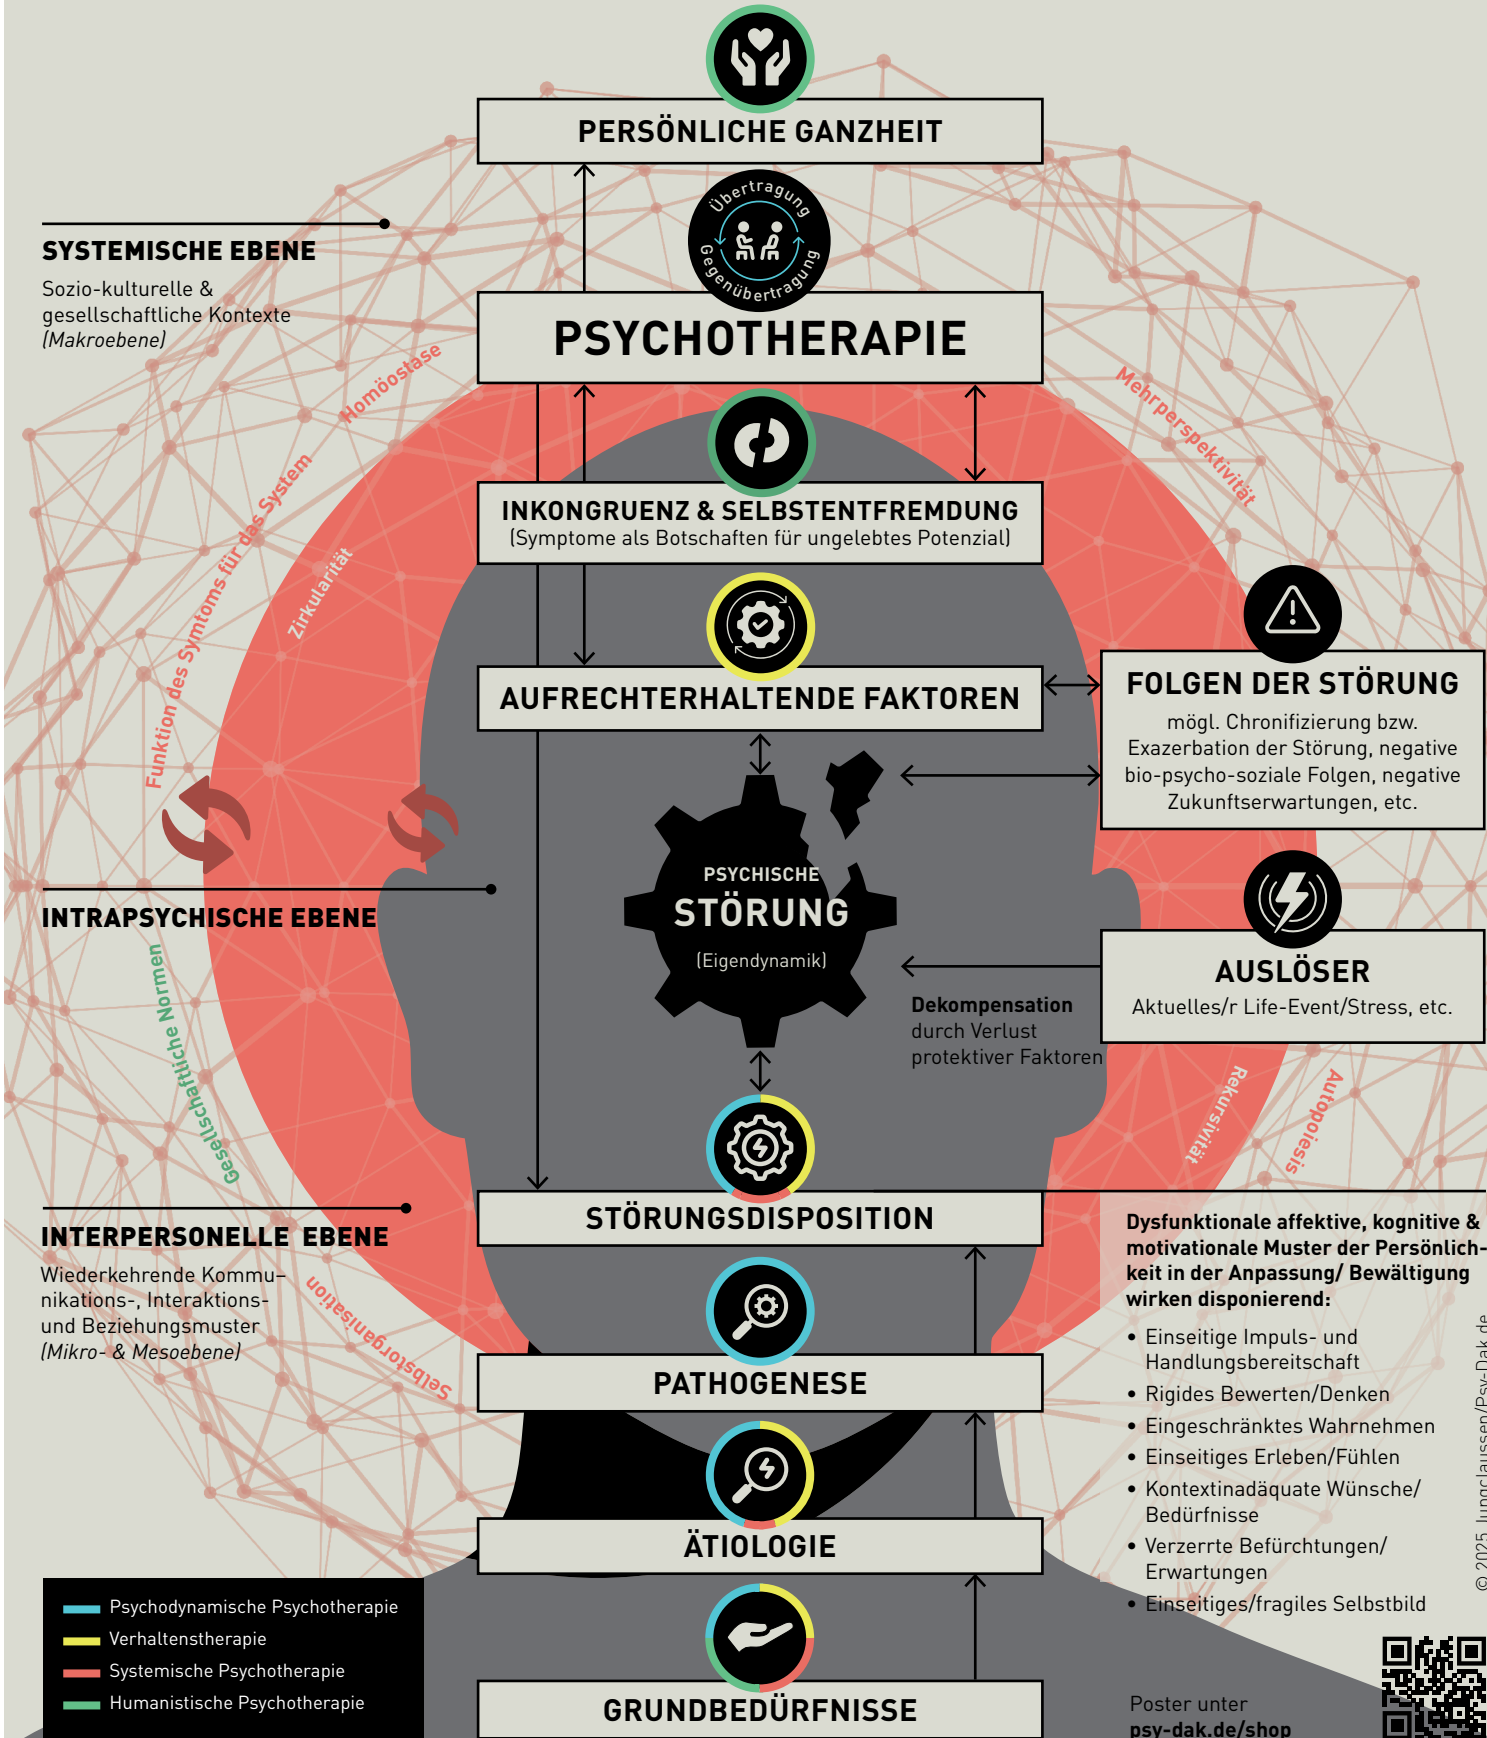 PERSÖNLICHE GANZHEIT
Übertragung
Gegenübertragung
PSYCHOTHERAPIE
SYSTEMISCHE EBENE
Sozio-kulturelle &
gesellschaftliche Kontexte
(Makroebene)
Homöostase
Mehrperspektivität
Funktion des Symtoms für das System
Zirkularität
INKONGRUENZ & SELBSTENTFREMDUNG
(Symptome als Botschaften für ungelebtes Potenzial)
AUFRECHTERHALTENDE FAKTOREN
FOLGEN DER STÖRUNG
mögl. Chronifizierung bzw.
Exazerbation der Störung, negative
bio-psycho-soziale Folgen, negative
Zukunftserwartungen, etc.
PSYCHISCHE
STÖRUNG
(Eigendynamik)
INTRAPSYCHISCHE EBENE
AUSLÖSER
Aktuelles/r Life-Event/Stress, etc.
Dekompensation
durch Verlust
protektiver Faktoren
Gesellschaftliche Normen
Rekursivität
Autopoiesis
INTERPERSONELLE EBENE
Wiederkehrende Kommu-
nikations-, Interaktions-
und Beziehungsmuster
(Mikro- & Mesoebene)
Selbstorganisation
STÖRUNGSDISPOSITION
Dysfunktionale affektive, kognitive &
motivationale Muster der Persönlich-
keit in der Anpassung/ Bewältigung
wirken disponierend:
• Einseitige Impuls- und
Handlungsbereitschaft
• Rigides Bewerten/Denken
• Eingeschränktes Wahrnehmen
• Einseitiges Erleben/Fühlen
• Kontextinadäquate Wünsche/
Bedürfnisse
• Verzerrte Befürchtungen/
Erwartungen
• Einseitiges/fragiles Selbstbild
PATHOGENESE
ÄTIOLOGIE
GRUNDBEDÜRFNISSE
Psychodynamische Psychotherapie
Verhaltenstherapie
Systemische Psychotherapie
Humanistische Psychotherapie
Poster unter
psy-dak.de/shop
© 2025 Jungclaussen/Psy-Dak.de